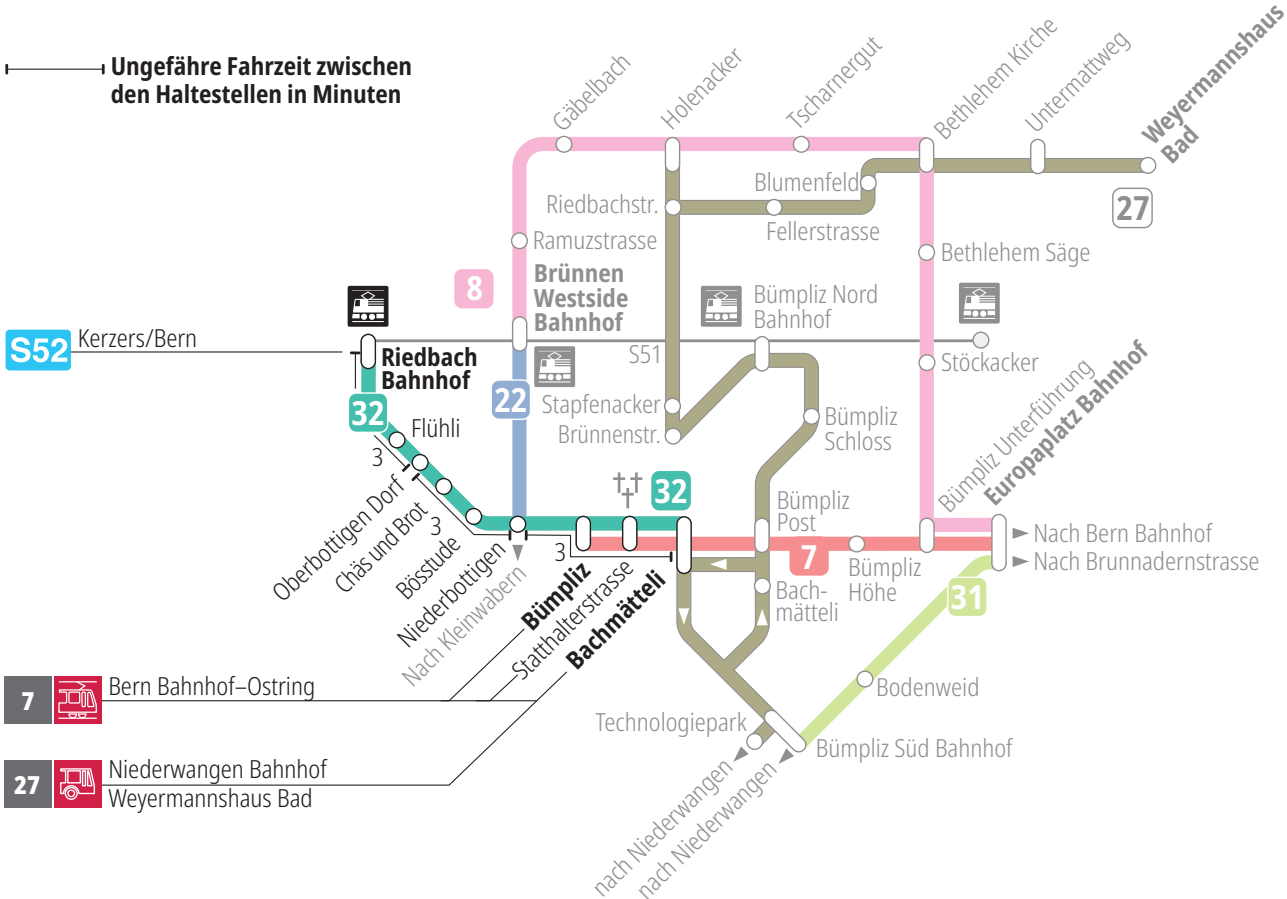 Ungefähre Fahrzeit zwischen
den Haltestellen in Minuten
Gäbelbach
Holenacker
Tscharnergut
Bethlehem Kirche
Untermattweg
Weyermannshaus
Bad
27
Blumenfeld
Riedbachstr.
Fellerstrasse
Ramuzstrasse
Bethlehem Säge
8
Brünnen
Westside
Bahnhof
Bümpliz Nord
Bahnhof
S52
Kerzers/Bern
Riedbach
Bahnhof
S51
Stöckacker
32
22
Stapfenacker
Brünnenstr.
Bümpliz
Schloss
Flühli
3
Oberbottigen Dorf
Chäs und Brot
3
Bösstude
Niederbottigen
Nach Kleinwabern
3
32
Bümpliz
Statthalterstrasse
Bachmätteli
Bümpliz
Post
7
Bümpliz
Höhe
Bümpliz Unterführung
Europaplatz Bahnhof
Nach Bern Bahnhof
Nach Brunnadernstrasse
31
Bach-
mätteli
7
Bern Bahnhof–Ostring
Bodenweid
Technologiepark
Bümpliz Süd Bahnhof
27
Niederwangen Bahnhof
Weyermannshaus Bad
nach Niederwangen
nach Niederwangen